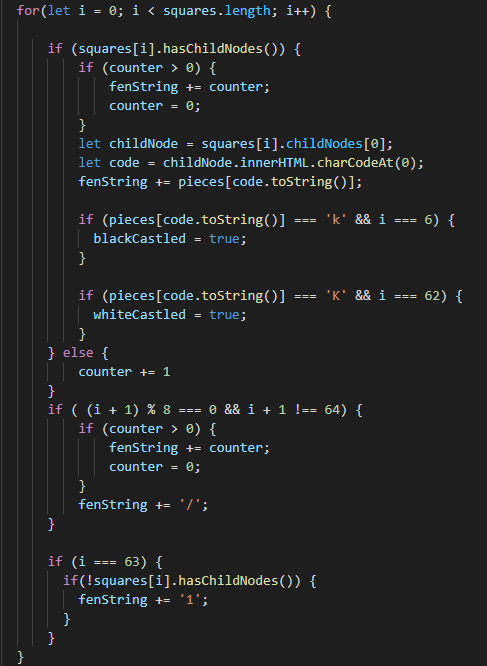 for(let i = 0; i < squares.length; i++) {

    if (squares[i].hasChildNodes()) {
        if (counter > 0) {
            fenString += counter;
            counter = 0;
        }
        let childNode = squares[i].childNodes[0];
        let code = childNode.innerHTML.charCodeAt(0);
        fenString += pieces[code.toString()];

        if (pieces[code.toString()] === 'k' && i === 6) {
          blackCastled = true;
        }

        if (pieces[code.toString()] === 'K' && i === 62) {
          whiteCastled = true;
        }
    } else {
        counter += 1
    }
    if ( (i + 1) % 8 === 0 && i + 1 !== 64) {
        if (counter > 0) {
            fenString += counter;
            counter = 0;
        }
        fenString += '/';
    }

    if (i === 63) {
      if(!squares[i].hasChildNodes()) {
        fenString += '1';
      }
    }
}